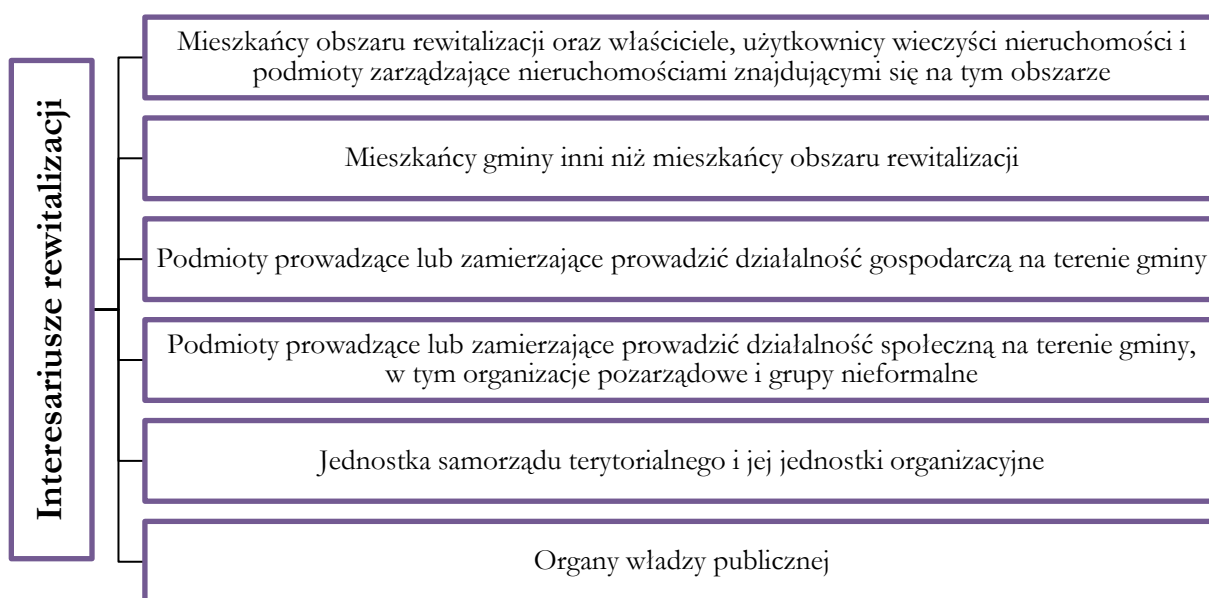 Interesariusze rewitalizacji
Mieszkańcy obszaru rewitalizacji oraz właściciele, użytkownicy wieczyści nieruchomości i
podmioty zarządzające nieruchomościami znajdującymi się na tym obszarze
Mieszkańcy gminy inni niż mieszkańcy obszaru rewitalizacji
Podmioty prowadzące lub zamierzające prowadzić działalność gospodarczą na terenie gminy
Podmioty prowadzące lub zamierzające prowadzić działalność społeczną na terenie gminy,
w tym organizacje pozarządowe i grupy nieformalne
Jednostka samorządu terytorialnego i jej jednostki organizacyjne
Organy władzy publicznej